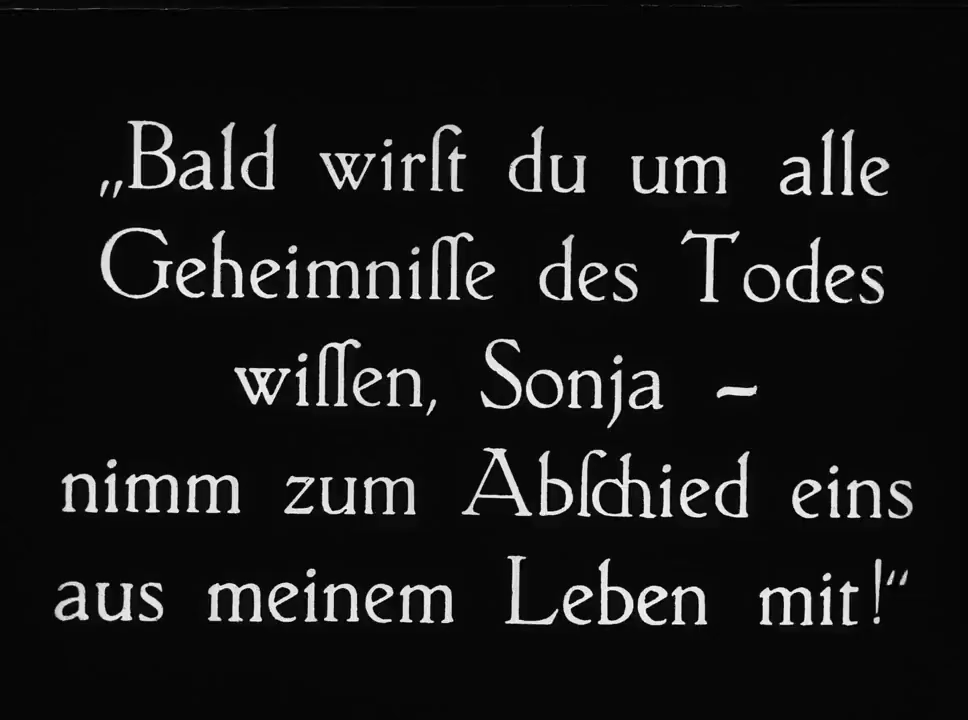 „Bald wirſt du um alle
Geheimniſſe des Todes
wiſſen, Sonja –
nimm zum Abſchied eins
aus meinem Leben mit!“